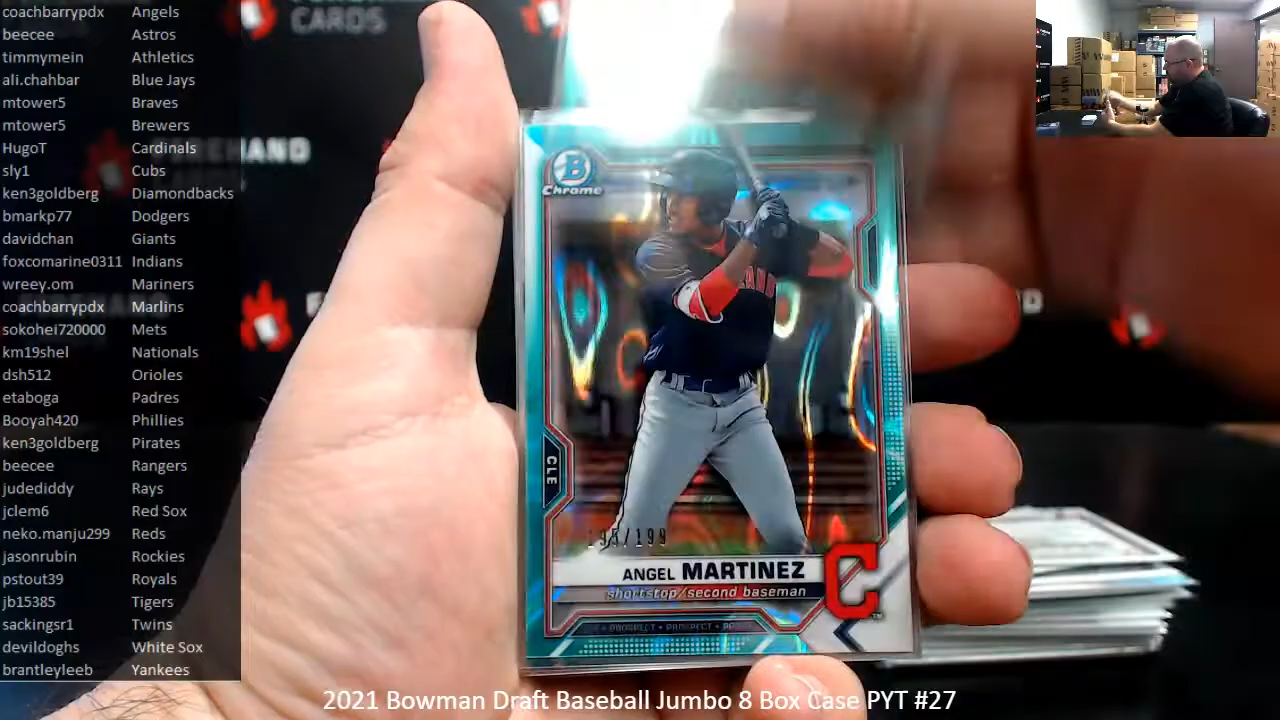 coachbarrypdx Angels
beecee Astros
timmymein Athletics
ali.chahbar Blue Jays
mtower5 Braves
mtower5 Brewers
HugoT Cardinals
sly1 Cubs
ken3goldberg Diamondbacks
bmarkp77 Dodgers
davidchan Giants
foxcomarine0311 Indians
wreey.om Mariners
coachbarrypdx Marlins
sokohei720000 Mets
km19shel Nationals
dsh512 Orioles
etaboga Padres
Booyah420 Phillies
ken3goldberg Pirates
beecee Rangers
judediddy Rays
jclem6 Red Sox
neko.manju299 Reds
jasonrubin Rockies
pstout39 Royals
jb15385 Tigers
sackingsr1 Twins
devildoghs White Sox
brantleyleeb Yankees
CARDS
B
Chrome
CLE
/199
ANGEL MARTINEZ
shortstop/second baseman
C
PROSPECT • PROSPECT
2021 Bowman Draft Baseball Jumbo 8 Box Case PYT #27